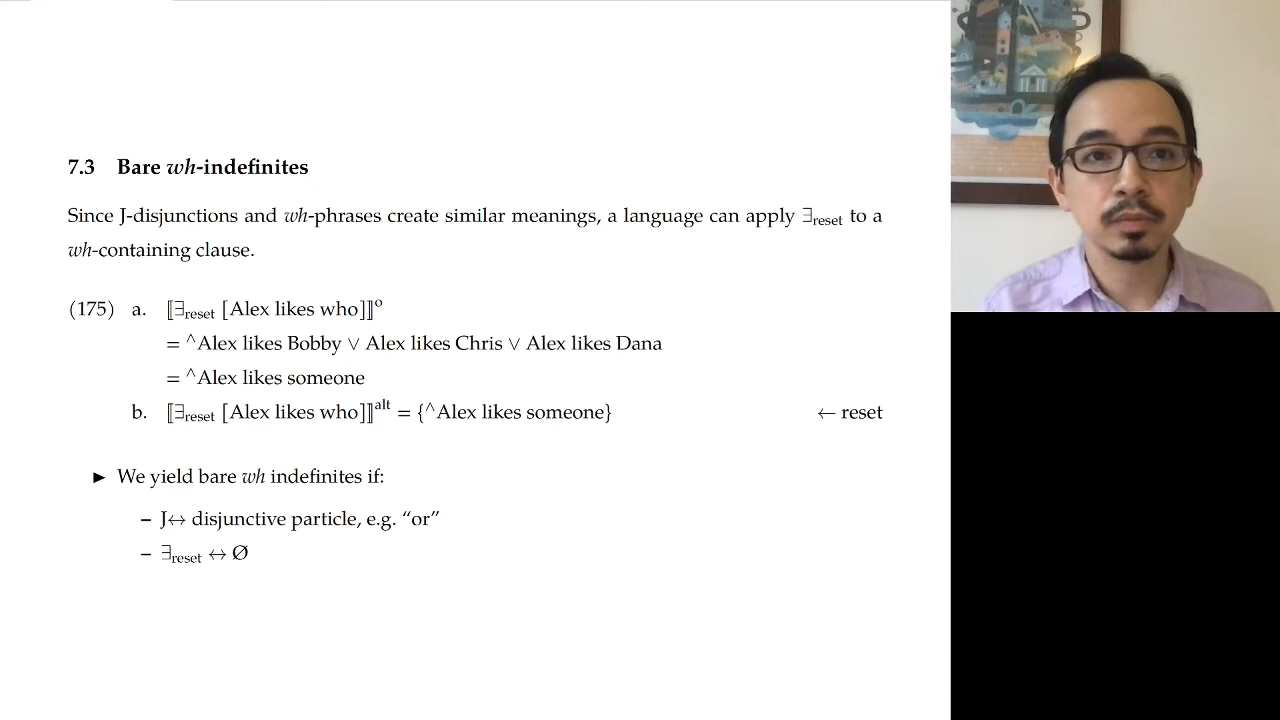 7.3 Bare wh-indefinites
Since J-disjunctions and wh-phrases create similar meanings, a language can apply ∃reset to a
wh-containing clause.
(175) a. ⟦∃reset [Alex likes who]⟧ᵒ
= ^Alex likes Bobby ∨ Alex likes Chris ∨ Alex likes Dana
= ^Alex likes someone
b. ⟦∃reset [Alex likes who]⟧alt = {^Alex likes someone} ← reset
► We yield bare wh indefinites if:
– J↔ disjunctive particle, e.g. “or”
– ∃reset ↔ Ø